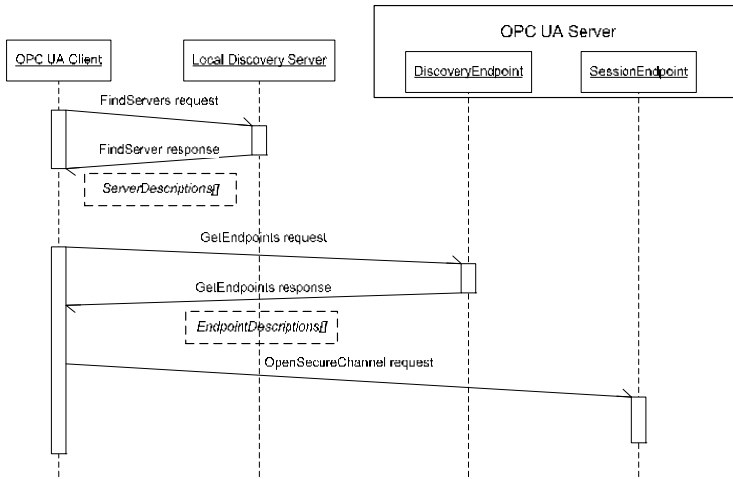 OPC UA Server
OPC UA Client
Local Discovery Server
DiscoveryEndpoint
SessionEndpoint
FindServers request
FindServer response
ServerDescriptions[]
GetEndpoints request
GetEndpoints response
EndpointDescriptions[]
OpenSecureChannel request